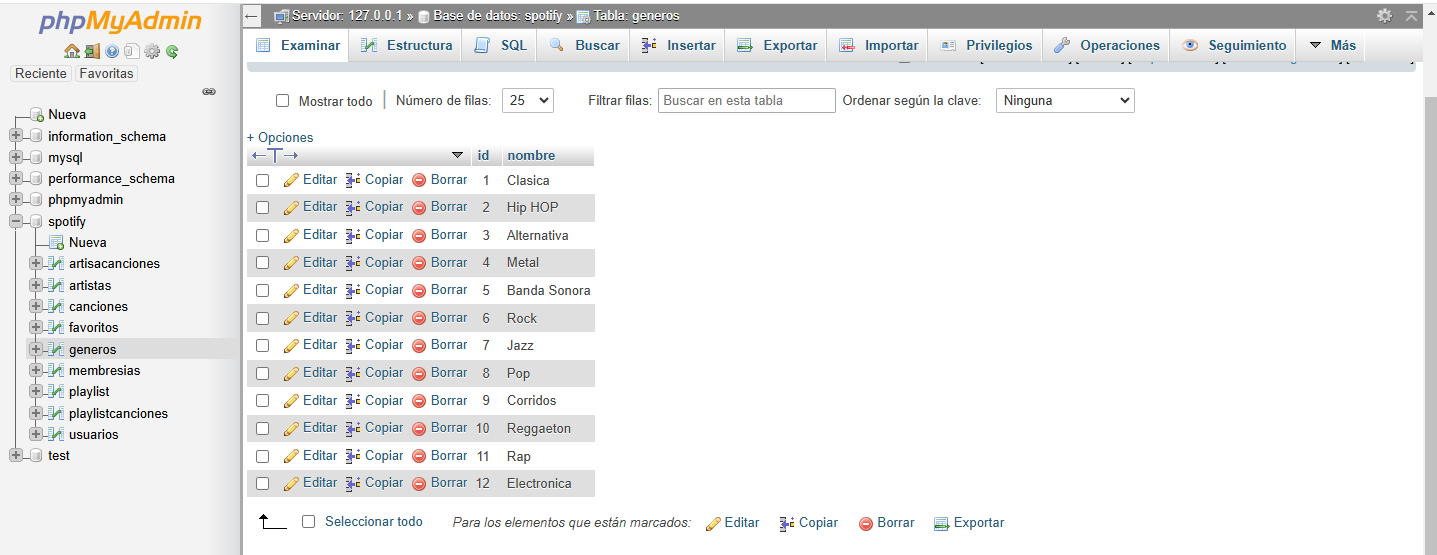 phpMyAdmin
Reciente Favoritas
Nueva
information_schema
mysql
performance_schema
phpmyadmin
spotify
Nueva
artisacanciones
artistas
canciones
favoritos
generos
membresias
playlist
playlistcanciones
usuarios
test
Servidor: 127.0.0.1 » Base de datos: spotify » Tabla: generos
Examinar Estructura SQL Buscar Insertar Exportar Importar Privilegios Operaciones Seguimiento Más
Mostrar todo Número de filas: 25 Filtrar filas: Buscar en esta tabla Ordenar según la clave: Ninguna
+ Opciones
←T→ id nombre
Editar Copiar Borrar 1 Clasica
Editar Copiar Borrar 2 Hip HOP
Editar Copiar Borrar 3 Alternativa
Editar Copiar Borrar 4 Metal
Editar Copiar Borrar 5 Banda Sonora
Editar Copiar Borrar 6 Rock
Editar Copiar Borrar 7 Jazz
Editar Copiar Borrar 8 Pop
Editar Copiar Borrar 9 Corridos
Editar Copiar Borrar 10 Reggaeton
Editar Copiar Borrar 11 Rap
Editar Copiar Borrar 12 Electronica
Seleccionar todo Para los elementos que están marcados: Editar Copiar Borrar Exportar